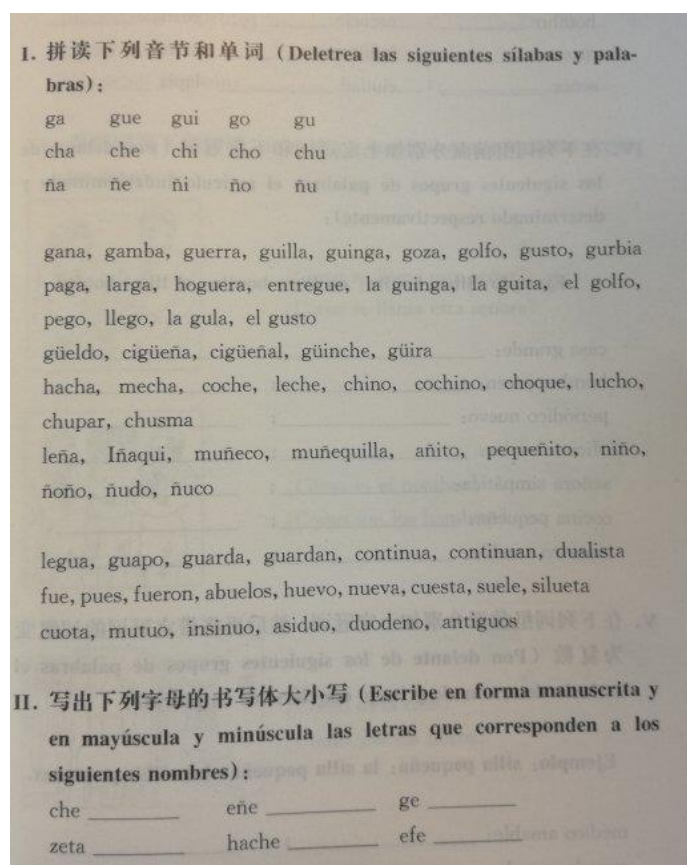 I. 拼读下列音节和单词 (Deletrea las siguientes sílabas y pala-
bras):
ga gue gui go gu
cha che chi cho chu
ña ñe ñi ño ñu
gana, gamba, guerra, guilla, guinga, goza, golfo, gusto, gurbia
paga, larga, hoguera, entregue, la guinga, la guita, el golfo,
pego, llego, la gula, el gusto
güeldo, cigüeña, cigüeñal, güinche, güira
hacha, mecha, coche, leche, chino, cochino, choque, lucho,
chupar, chusma
leña, Iñaqui, muñeco, muñequilla, añito, pequeñito, niño,
ñoño, ñudo, ñuco
legua, guapo, guarda, guardan, continua, continuan, dualista
fue, pues, fueron, abuelos, huevo, nueva, cuesta, suele, silueta
cuota, mutuo, insinuo, asiduo, duodeno, antiguos
II. 写出下列字母的书写体大小写 (Escribe en forma manuscrita y
en mayúscula y minúscula las letras que corresponden a los
siguientes nombres):
che ________ eñe ________ ge ________
zeta ________ hache ________ efe ________